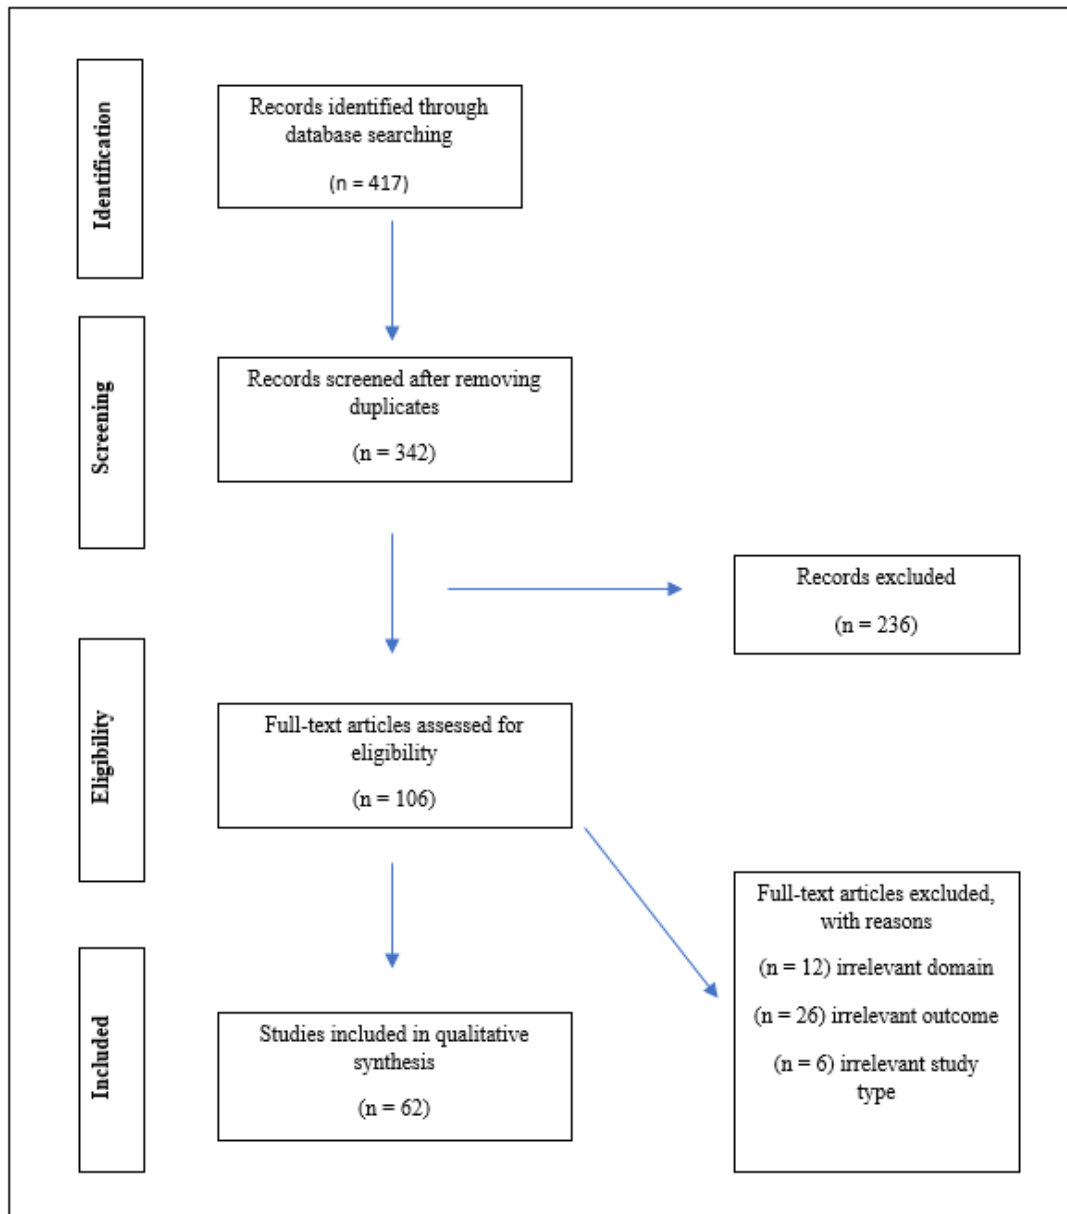 Identification
Records identified through
database searching
(n = 417)
Screening
Records screened after removing
duplicates
(n = 342)
Records excluded
(n = 236)
Eligibility
Full-text articles assessed for
eligibility
(n = 106)
Full-text articles excluded,
with reasons
(n = 12) irrelevant domain
(n = 26) irrelevant outcome
(n = 6) irrelevant study
type
Included
Studies included in qualitative
synthesis
(n = 62)